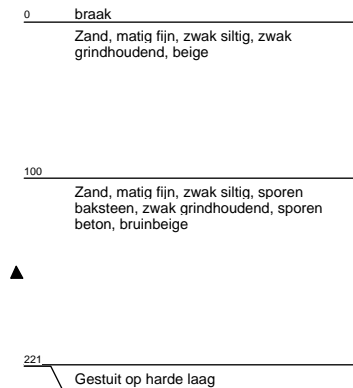 0 braak
Zand, matig fijn, zwak siltig, zwak
grindhoudend, beige
100
Zand, matig fijn, zwak siltig, sporen
baksteen, zwak grindhoudend, sporen
beton, bruinbeige
221
Gestuit op harde laag